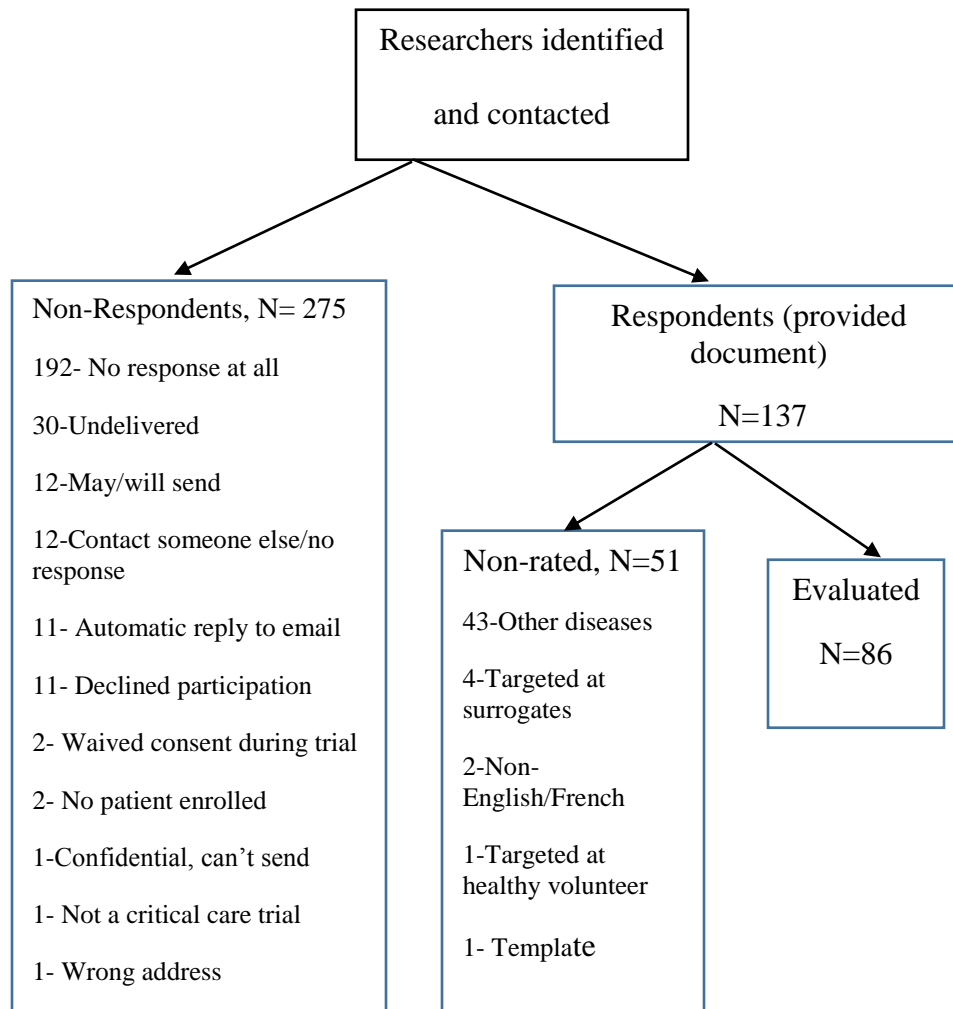 Researchers identified
and contacted
Non-Respondents, N= 275
192- No response at all
30-Undelivered
12-May/will send
12-Contact someone else/no
response
11- Automatic reply to email
11- Declined participation
2- Waived consent during trial
2- No patient enrolled
1-Confidential, can’t send
1- Not a critical care trial
1- Wrong address
Respondents (provided
document)
N=137
Non-rated, N=51
43-Other diseases
4-Targeted at
surrogates
2-Non-
English/French
1-Targeted at
healthy volunteer
1- Template
Evaluated
N=86